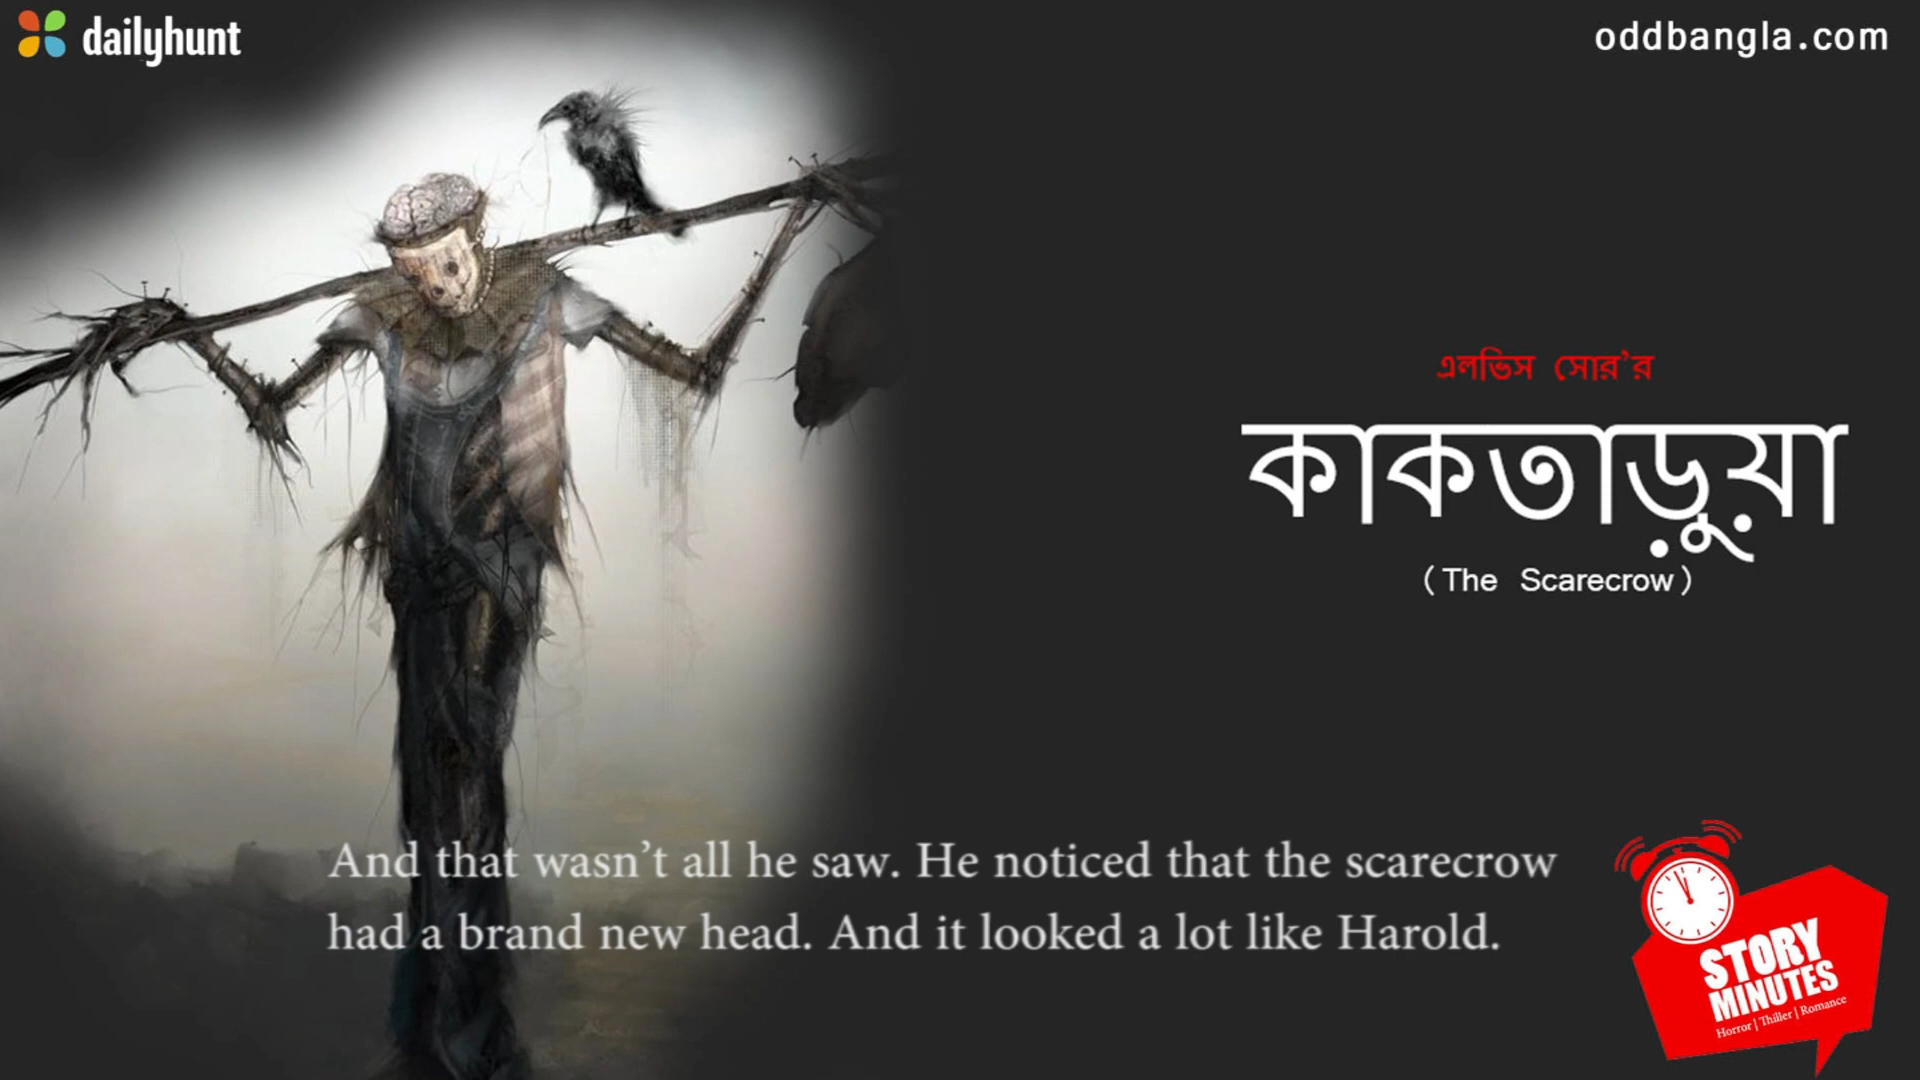 dailyhunt
oddbangla.com
এলভিস সোর'র
কাকতাড়ুয়া
(The Scarecrow)
And that wasn’t all he saw. He noticed that the scarecrow
had a brand new head. And it looked a lot like Harold.
STORY
MINUTES
Horror | Thiller | Romance